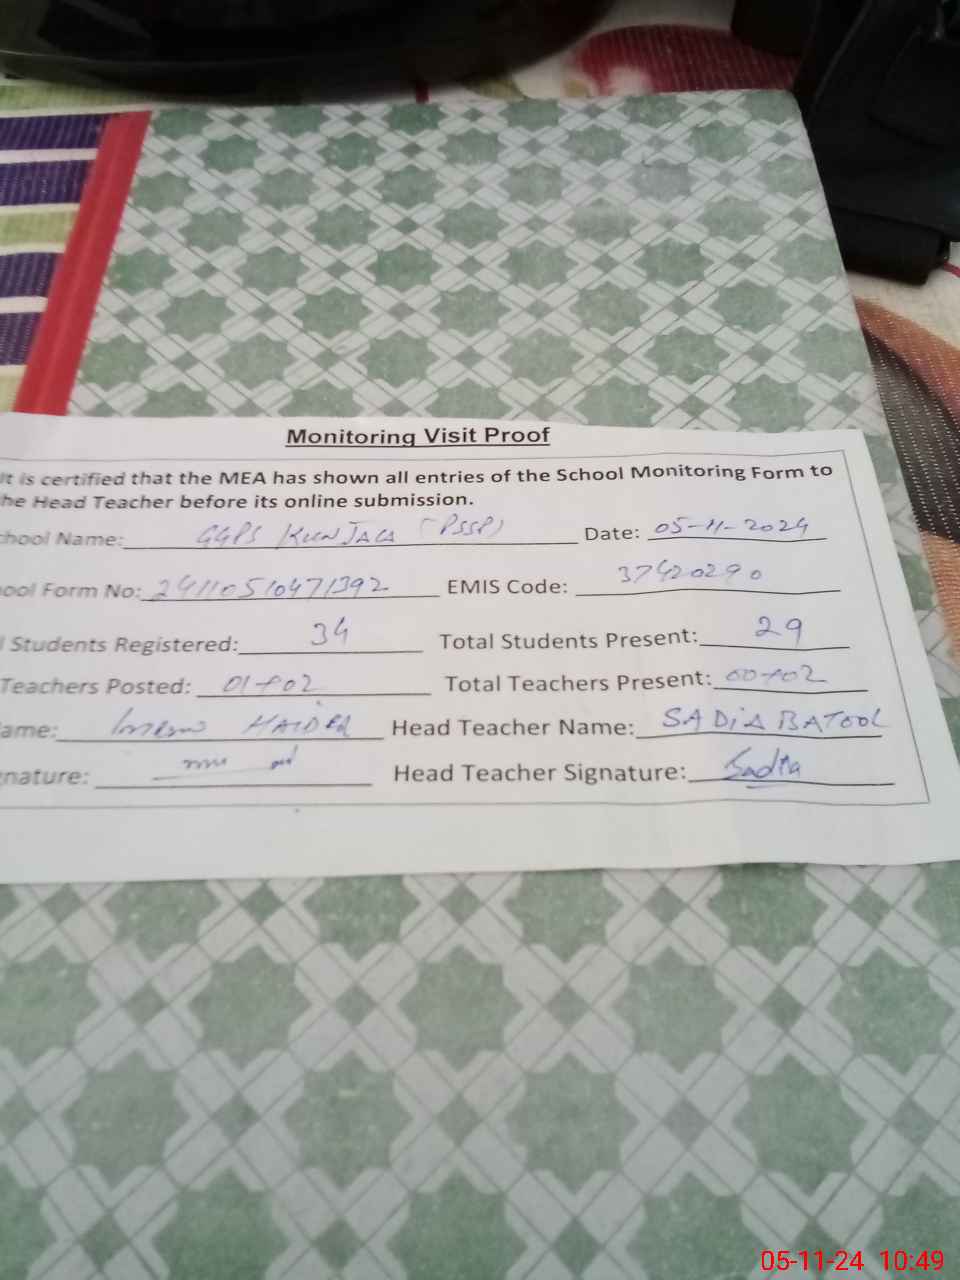 Monitoring Visit Proof
It is certified that the MEA has shown all entries of the School Monitoring Form to
he Head Teacher before its online submission.
chool Name: GGPS KUNJACA (PSSP) Date: 05-11-2024
ool Form No: 24110510471392 EMIS Code: 37420290
l Students Registered: 34 Total Students Present: 29
Teachers Posted: 01+02 Total Teachers Present: 00+02
ame: HAIDER Head Teacher Name: SADIA BATOOL
nature: Head Teacher Signature: Sadia
05-11-24 10:49